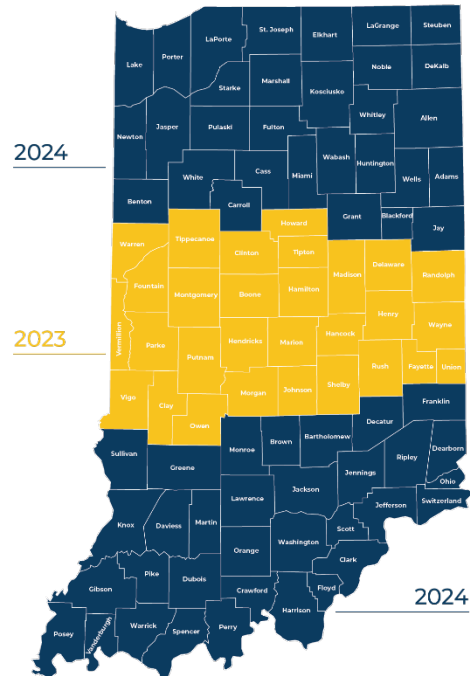 St. Joseph
Elkhart
LaGrange
Steuben
LaPorte
Porter
Lake
Noble
DeKalb
Marshall
Starke
Kosciuske
Whitley
Allen
Newton
Jasper
Pulaski
Fulton
2024
Wabash
Huntington
White
Cass
Miami
Wells
Adams
Benton
Carroll
Grant
Blackford
Jay
Howard
Warren
Tippecanoe
Clinton
Tipton
Delaware
Madison
Randolph
Fountain
Montgomery
Boone
Hamilton
Henry
Wayne
2023
Vermillion
Parke
Putnam
Hendricks
Marion
Hancock
Rush
Fayette
Union
Shelby
Vigo
Clay
Morgan
Johnson
Franklin
Owen
Decatur
Sullivan
Greene
Monroe
Brown
Bartholomew
Dearborn
Ripley
Jennings
Ohio
Lawrence
Jackson
Switzerland
Jefferson
Knox
Daviess
Martin
Scott
Orange
Washington
Clark
Pike
Dubois
Gibson
Crawford
Floyd
Harrison
2024
Posey
Vanderburgh
Warrick
Spencer
Perry